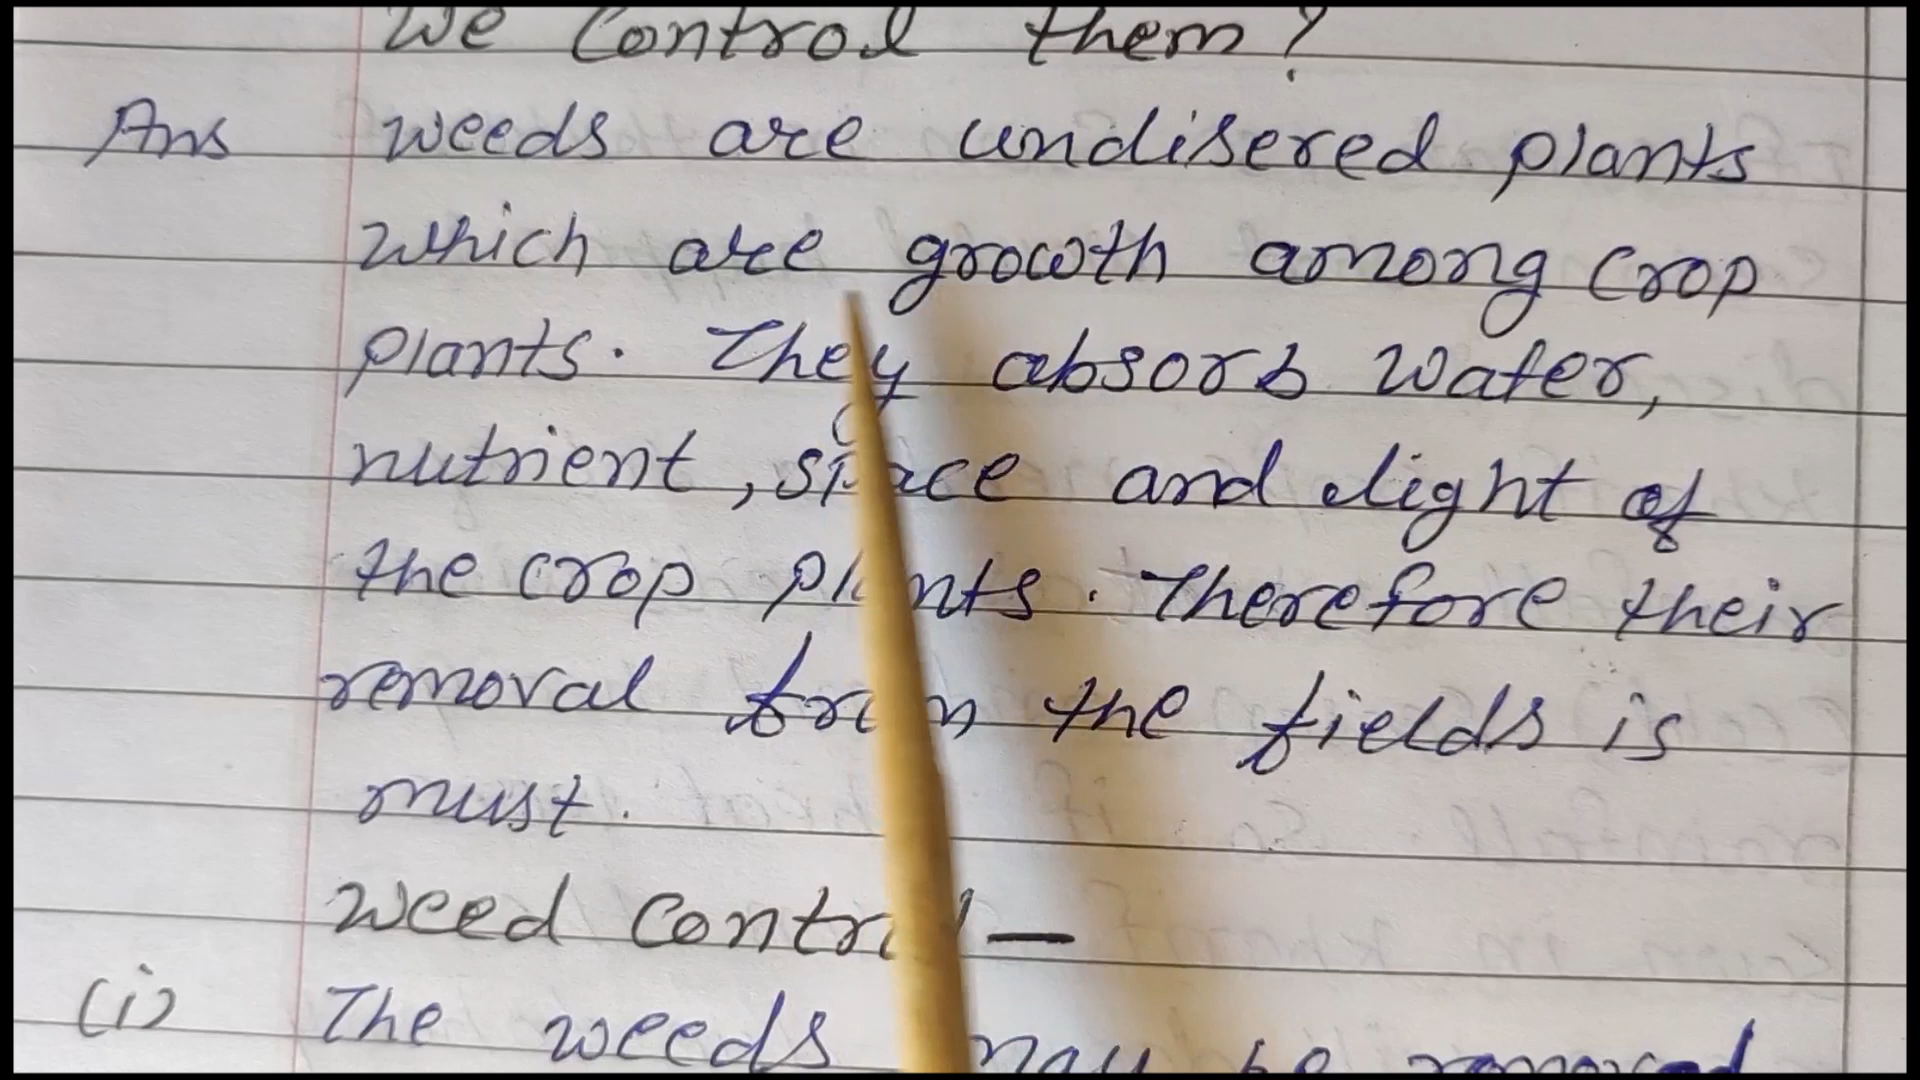 we control them?
Ans weeds are undisered plants
which are growth among crop
plants. They absorb water,
nutrient, space and light of
the crop plants. Therefore their
removal from the fields is
must.
weed control —
(i) The weeds may be removed